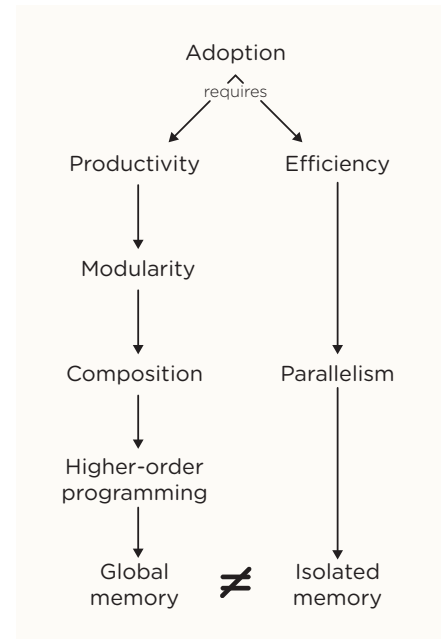 Adoption
requires
Productivity Efficiency
Modularity
Composition Parallelism
Higher-order
programming
Global ≠ Isolated
memory memory